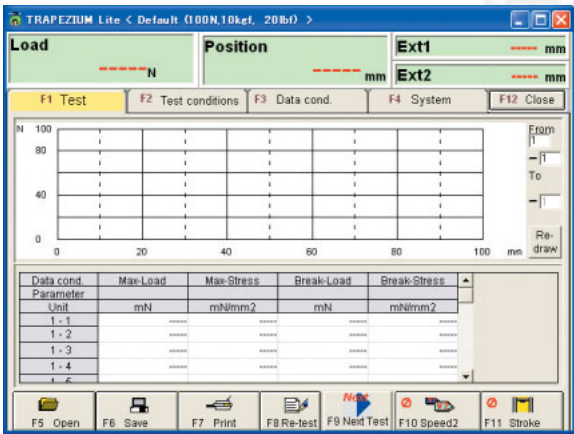 TRAPEZIUM Lite < Default (100N,10kgf, 20lbf) >
Load Position Ext1 ----- mm
-----N ----- mm Ext2 ----- mm
F1 Test F2 Test conditions F3 Data cond. F4 System F12 Close
N 100 From
80 1
- 1
To
40 - 1
0 Re-draw
0 20 40 60 80 100 mm
Data cond. Max-Load Max-Stress Break-Load Break-Stress
Parameter
Unit mN mN/mm2 mN mN/mm2
1 - 1 ----- ----- ----- -----
1 - 2 ----- ----- ----- -----
1 - 3 ----- ----- ----- -----
1 - 4 ----- ----- ----- -----
Next
F5 Open F6 Save F7 Print F8 Re-test F9 Next Test F10 Speed2 F11 Stroke